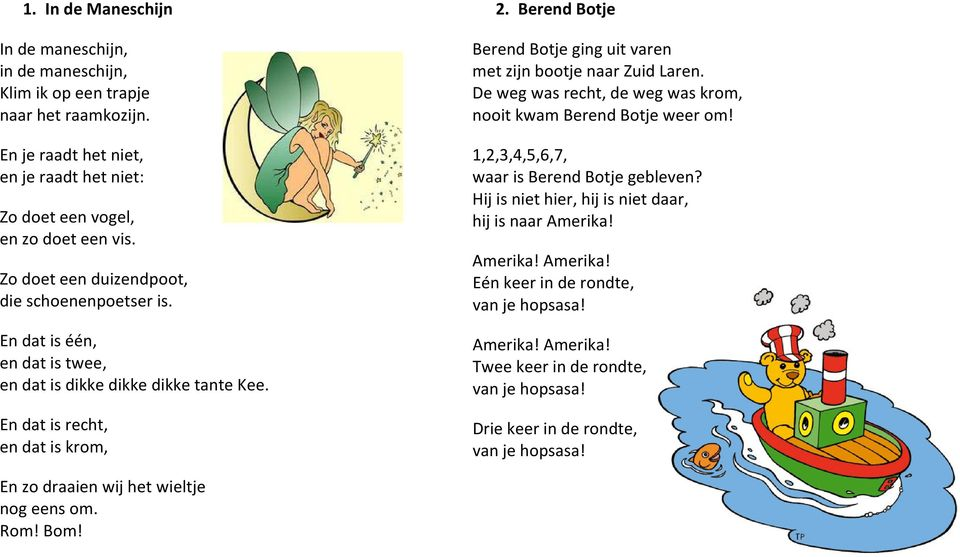 1. In de Maneschijn
In de maneschijn,
in de maneschijn,
Klim ik op een trapje
naar het raamkozijn.
En je raadt het niet,
en je raadt het niet:
Zo doet een vogel,
en zo doet een vis.
Zo doet een duizendpoot,
die schoenenpoetser is.
En dat is één,
en dat is twee,
en dat is dikke dikke dikke tante Kee.
En dat is recht,
en dat is krom,
En zo draaien wij het wieltje
nog eens om.
Rom! Bom!
2. Berend Botje
Berend Botje ging uit varen
met zijn bootje naar Zuid Laren.
De weg was recht, de weg was krom,
nooit kwam Berend Botje weer om!
1,2,3,4,5,6,7,
waar is Berend Botje gebleven?
Hij is niet hier, hij is niet daar,
hij is naar Amerika!
Amerika! Amerika!
Eén keer in de rondte,
van je hopsasa!
Amerika! Amerika!
Twee keer in de rondte,
van je hopsasa!
Drie keer in de rondte,
van je hopsasa!
TP